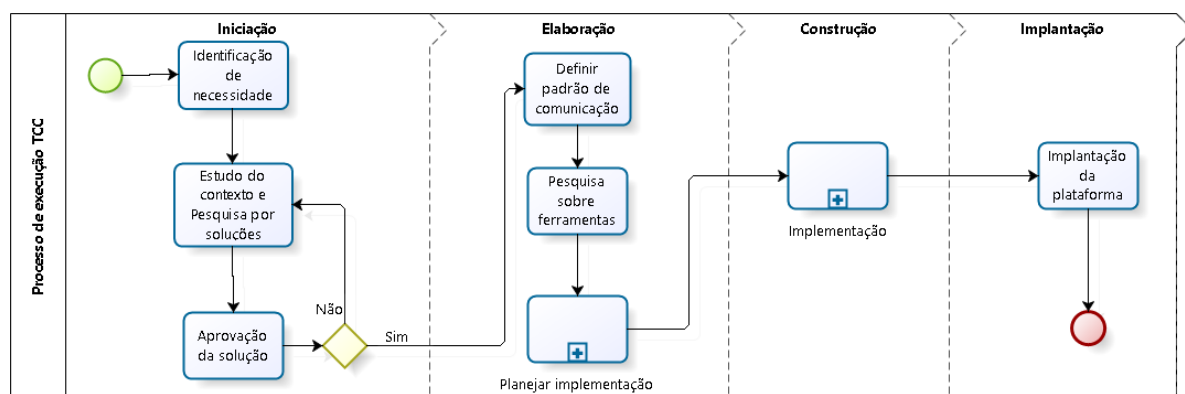 Processo de execução TCC
Iniciação
Elaboração
Construção
Implantação
Identificação
de
necessidade
Estudo do
contexto e
Pesquisa por
soluções
Aprovação
da solução
Não
Sim
Definir
padrão de
comunicação
Pesquisa
sobre
ferramentas
Planejar implementação
Implementação
Implantação
da
plataforma